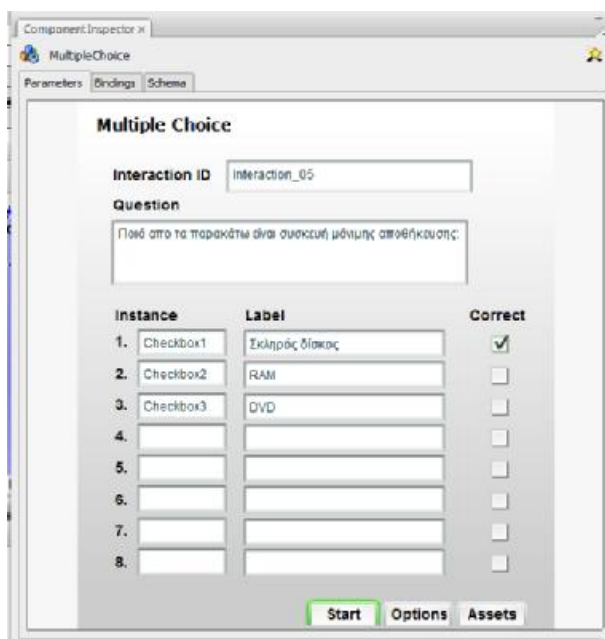 Component Inspector x
MultipleChoice
Parameters Bindings Schema
Multiple Choice
Interaction ID Interaction_05
Question
Ποιό απο τα παρακάτω είναι συσκευή μόνιμης αποθήκευσης;
Instance Label Correct
1. Checkbox1 Σκληρός δίσκος
2. Checkbox2 RAM
3. Checkbox3 DVD
4.
5.
6.
7.
8.
Start Options Assets